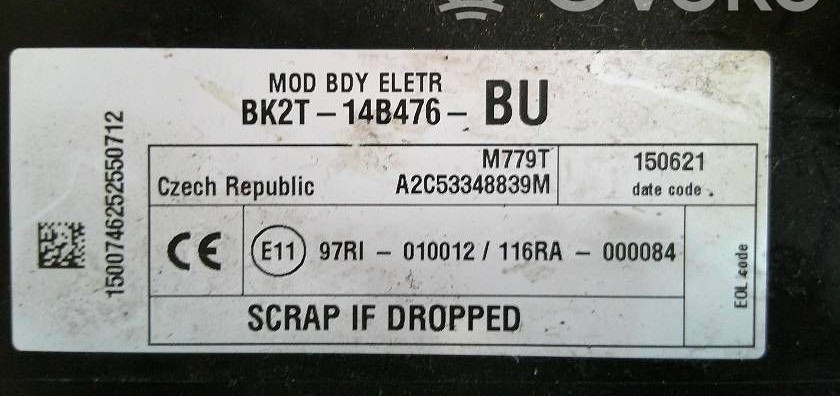 MOD BDY ELETR
BK2T-14B476- BU
M779T
Czech Republic A2C53348839M
150621
date code .
CE
E11 97RI - 010012 / 116RA - 000084
EOL code
SCRAP IF DROPPED
15007462525550712